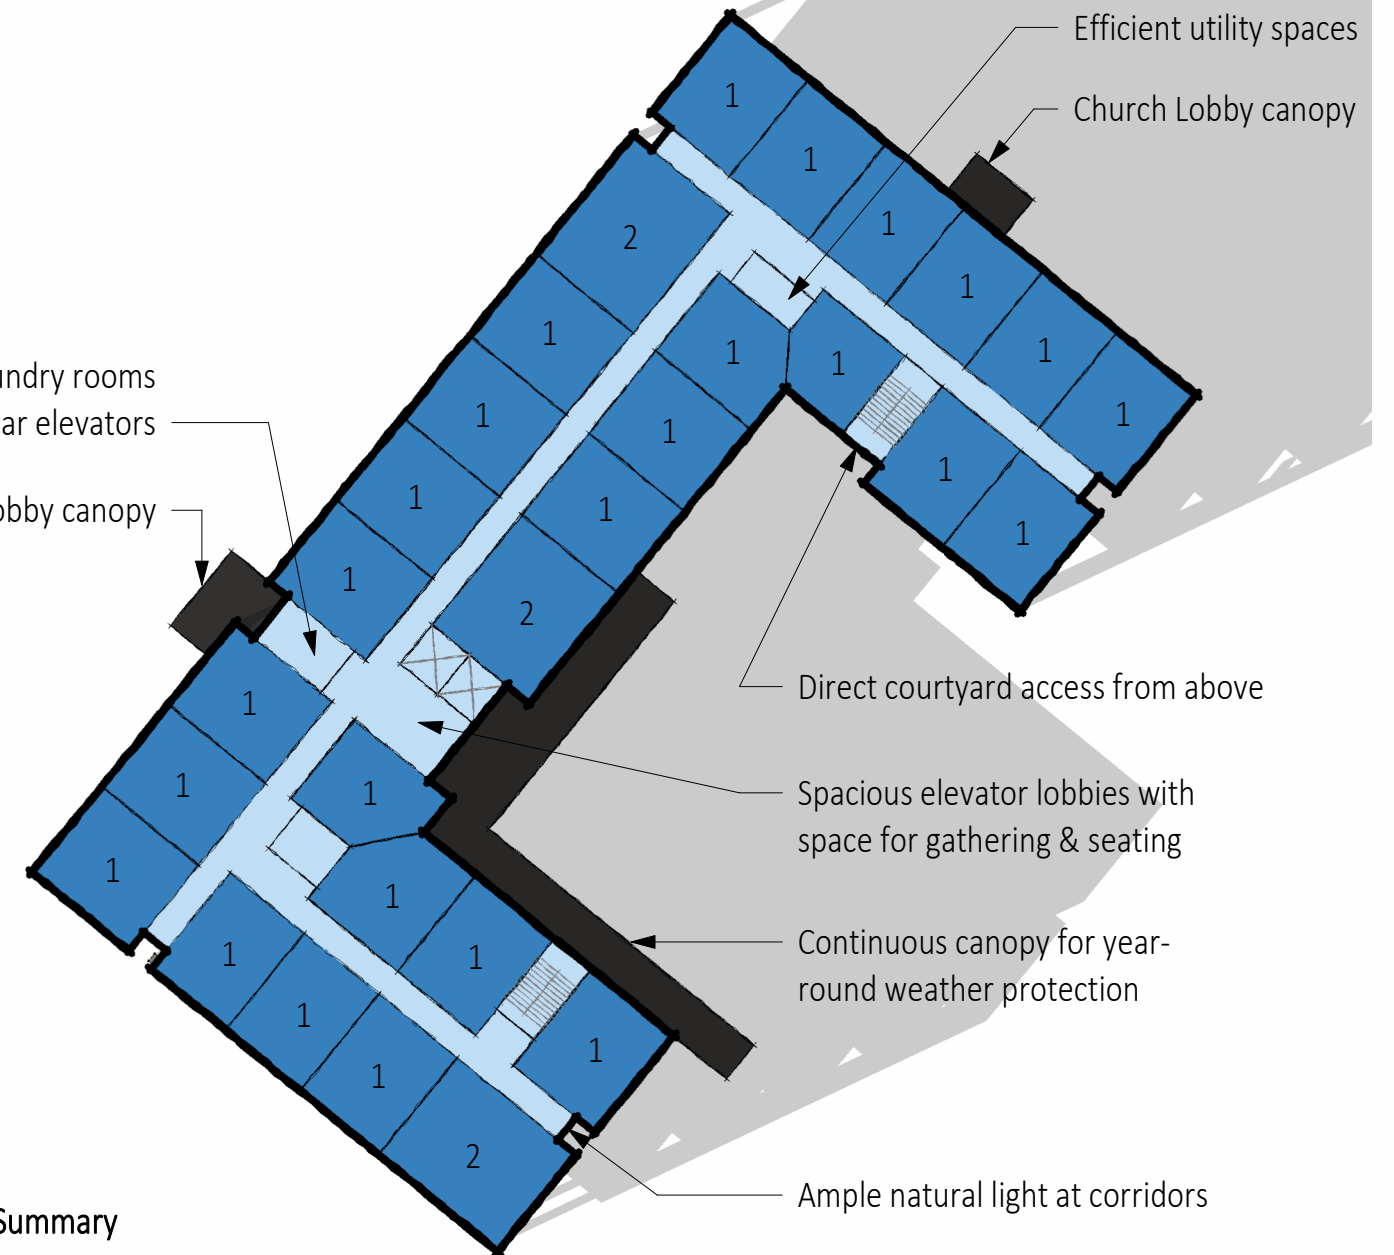 Efficient utility spaces
1
Church Lobby canopy
1
1
2
1
1
1
1
1
undry rooms
1
1
ar elevators
1
1
1
1
obby canopy
1
1
2
Direct courtyard access from above
1
1
1
Spacious elevator lobbies with
space for gathering & seating
1
1
Continuous canopy for year-
1
1
round weather protection
1
1
1
2
Ample natural light at corridors
Summary